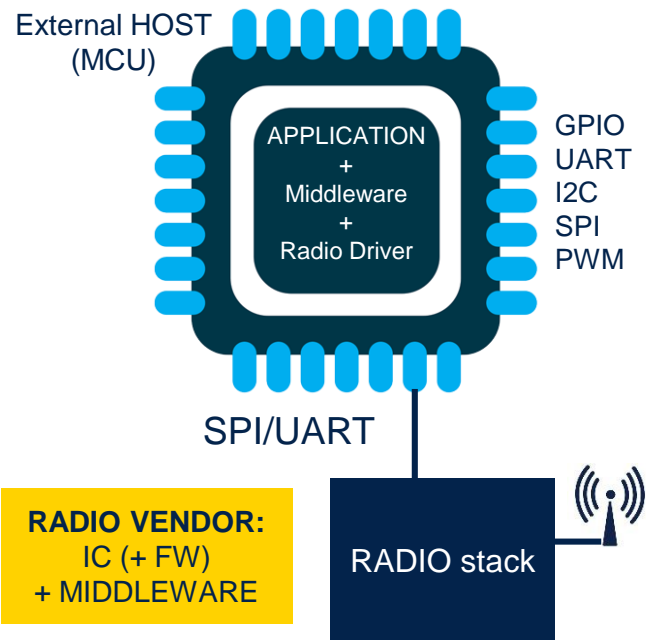 External HOST
(MCU)
APPLICATION
+
Middleware
+
Radio Driver
GPIO
UART
I2C
SPI
PWM
SPI/UART
RADIO VENDOR:
IC (+ FW)
+ MIDDLEWARE
RADIO stack